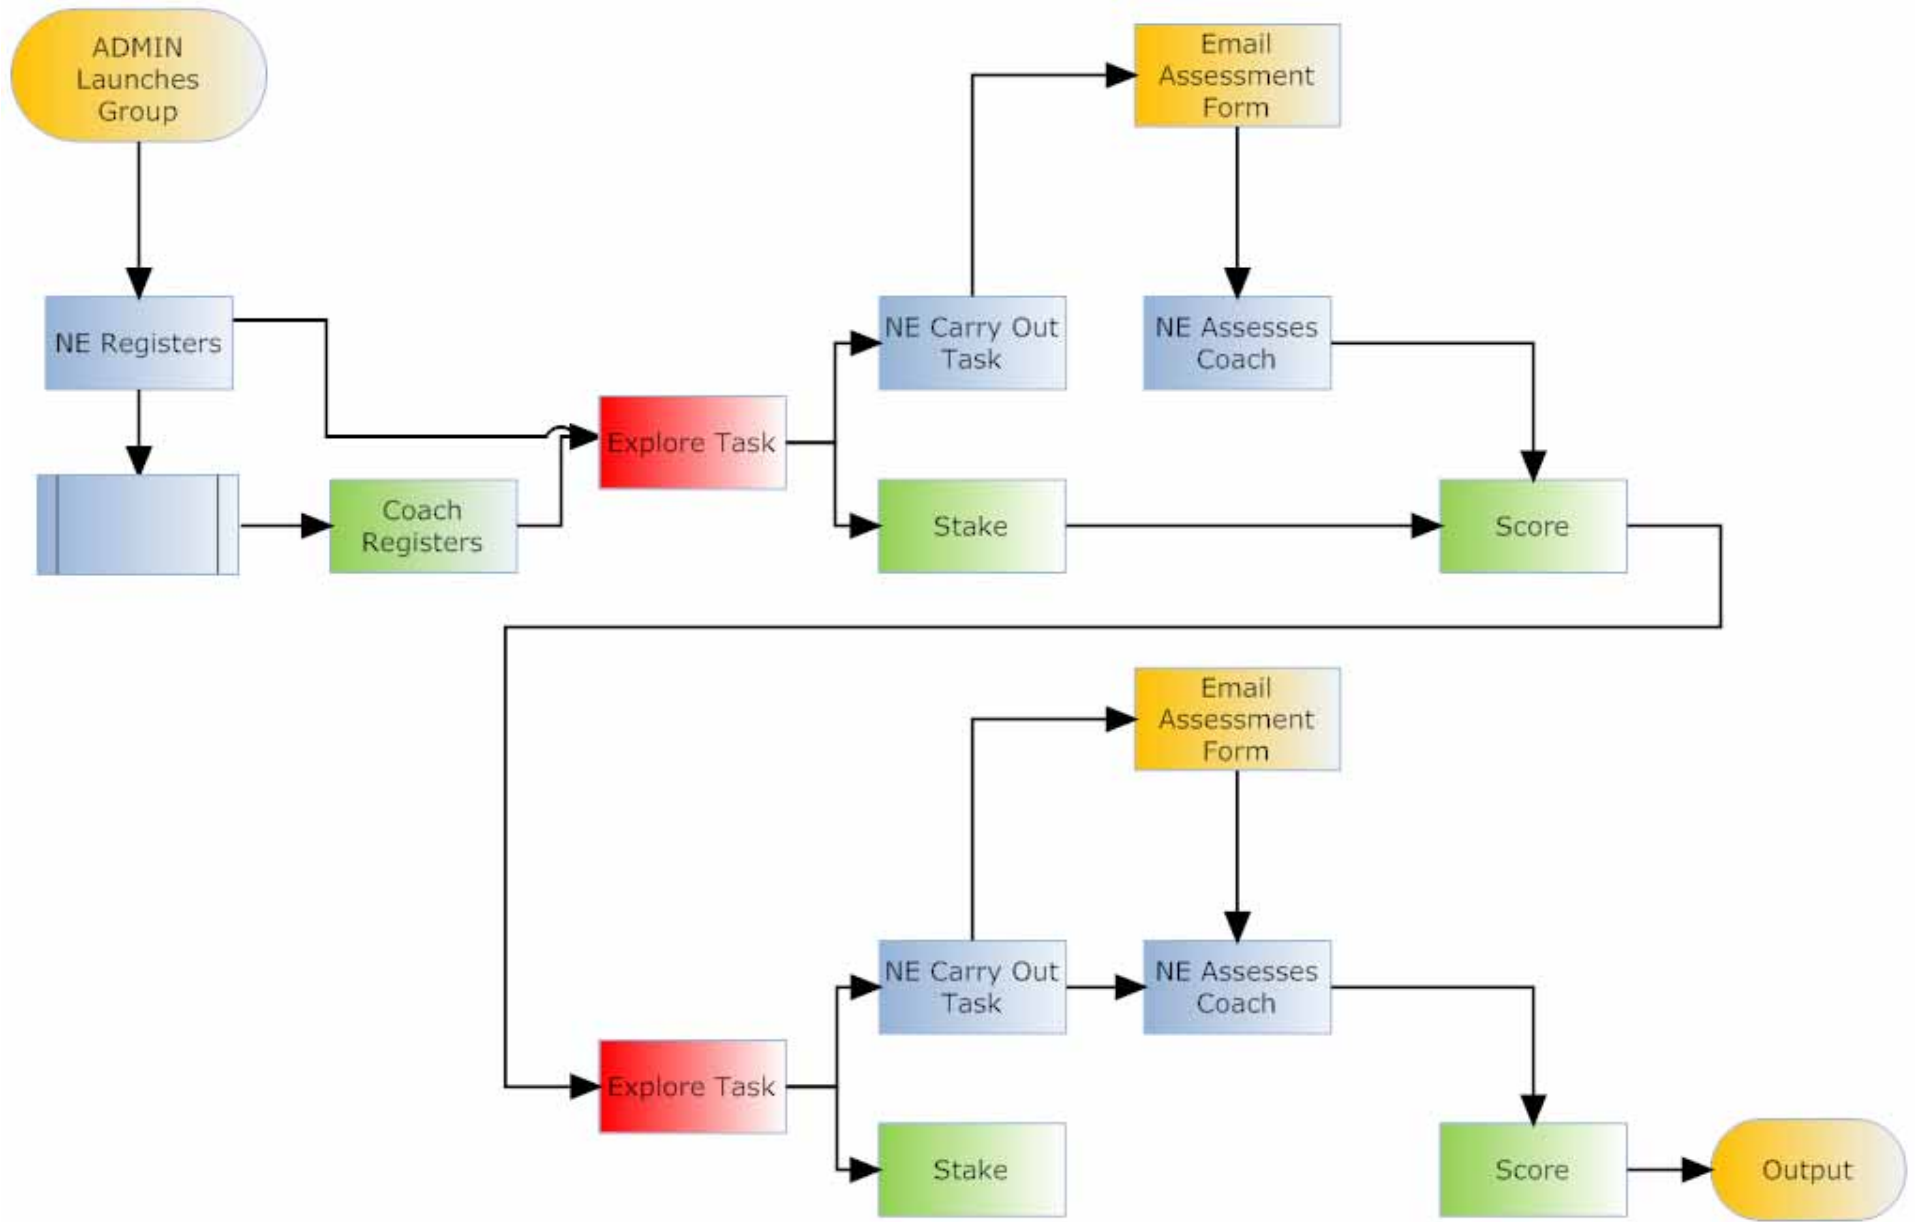 ADMIN
Launches
Group
Email
Assessment
Form
NE Registers
NE Carry Out
Task
NE Assesses
Coach
Explore Task
Coach
Registers
Stake
Score
Email
Assessment
Form
NE Carry Out
Task
NE Assesses
Coach
Explore Task
Stake
Score
Output